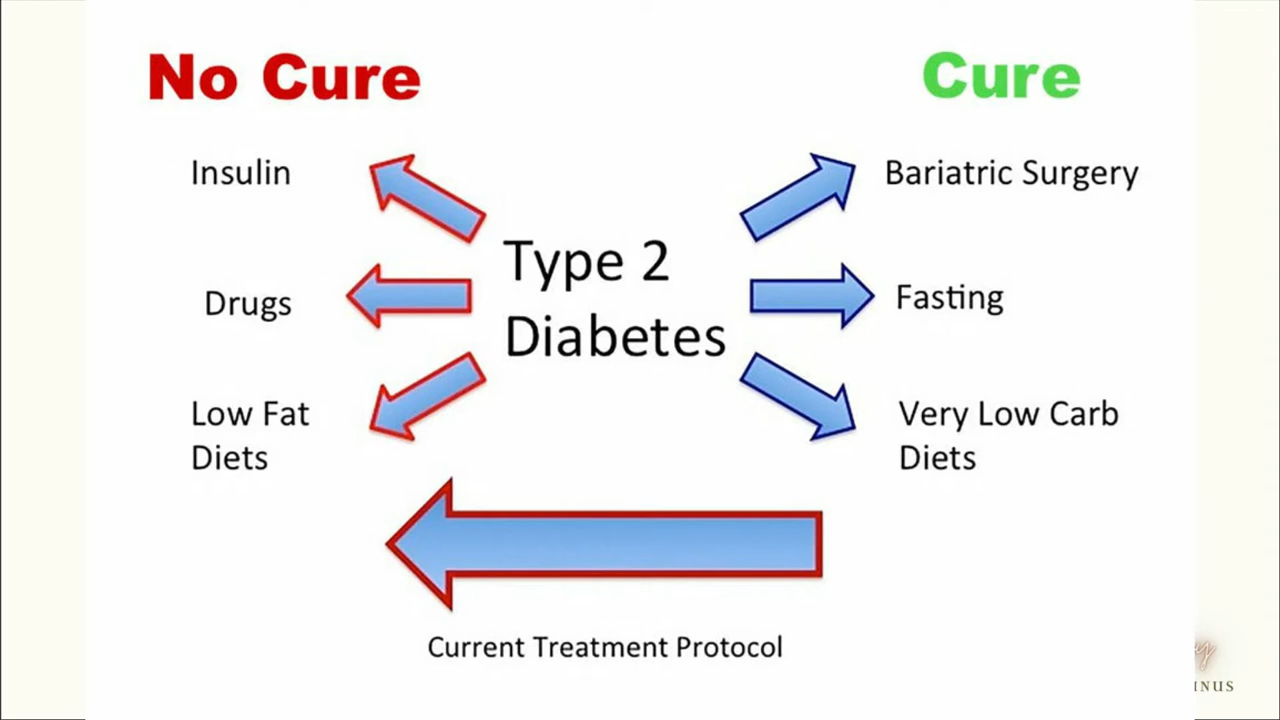 No Cure
Cure
Insulin
Bariatric Surgery
Type 2
Diabetes
Drugs
Fasting
Low Fat
Diets
Very Low Carb
Diets
Current Treatment Protocol